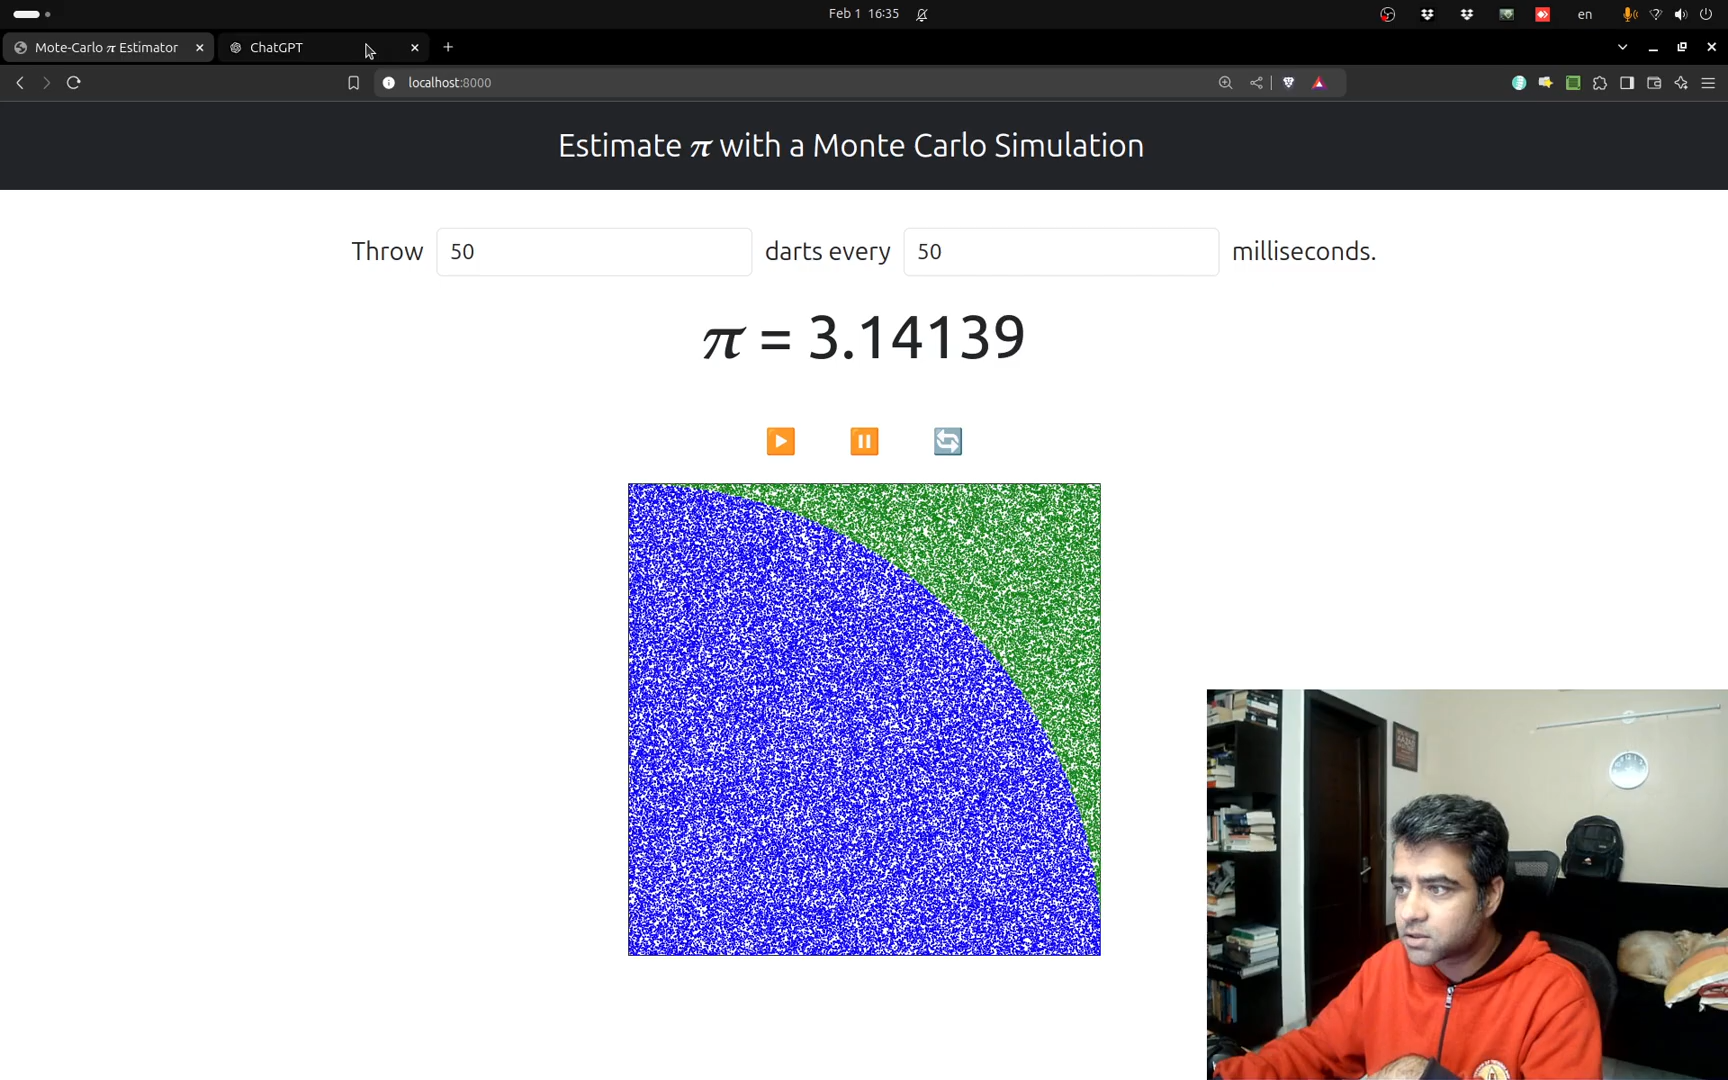 Feb 1 16:35
en
Mote-Carlo π Estimator
ChatGPT
localhost:8000
Estimate π with a Monte Carlo Simulation
Throw 50 darts every 50 milliseconds.
π = 3.14139